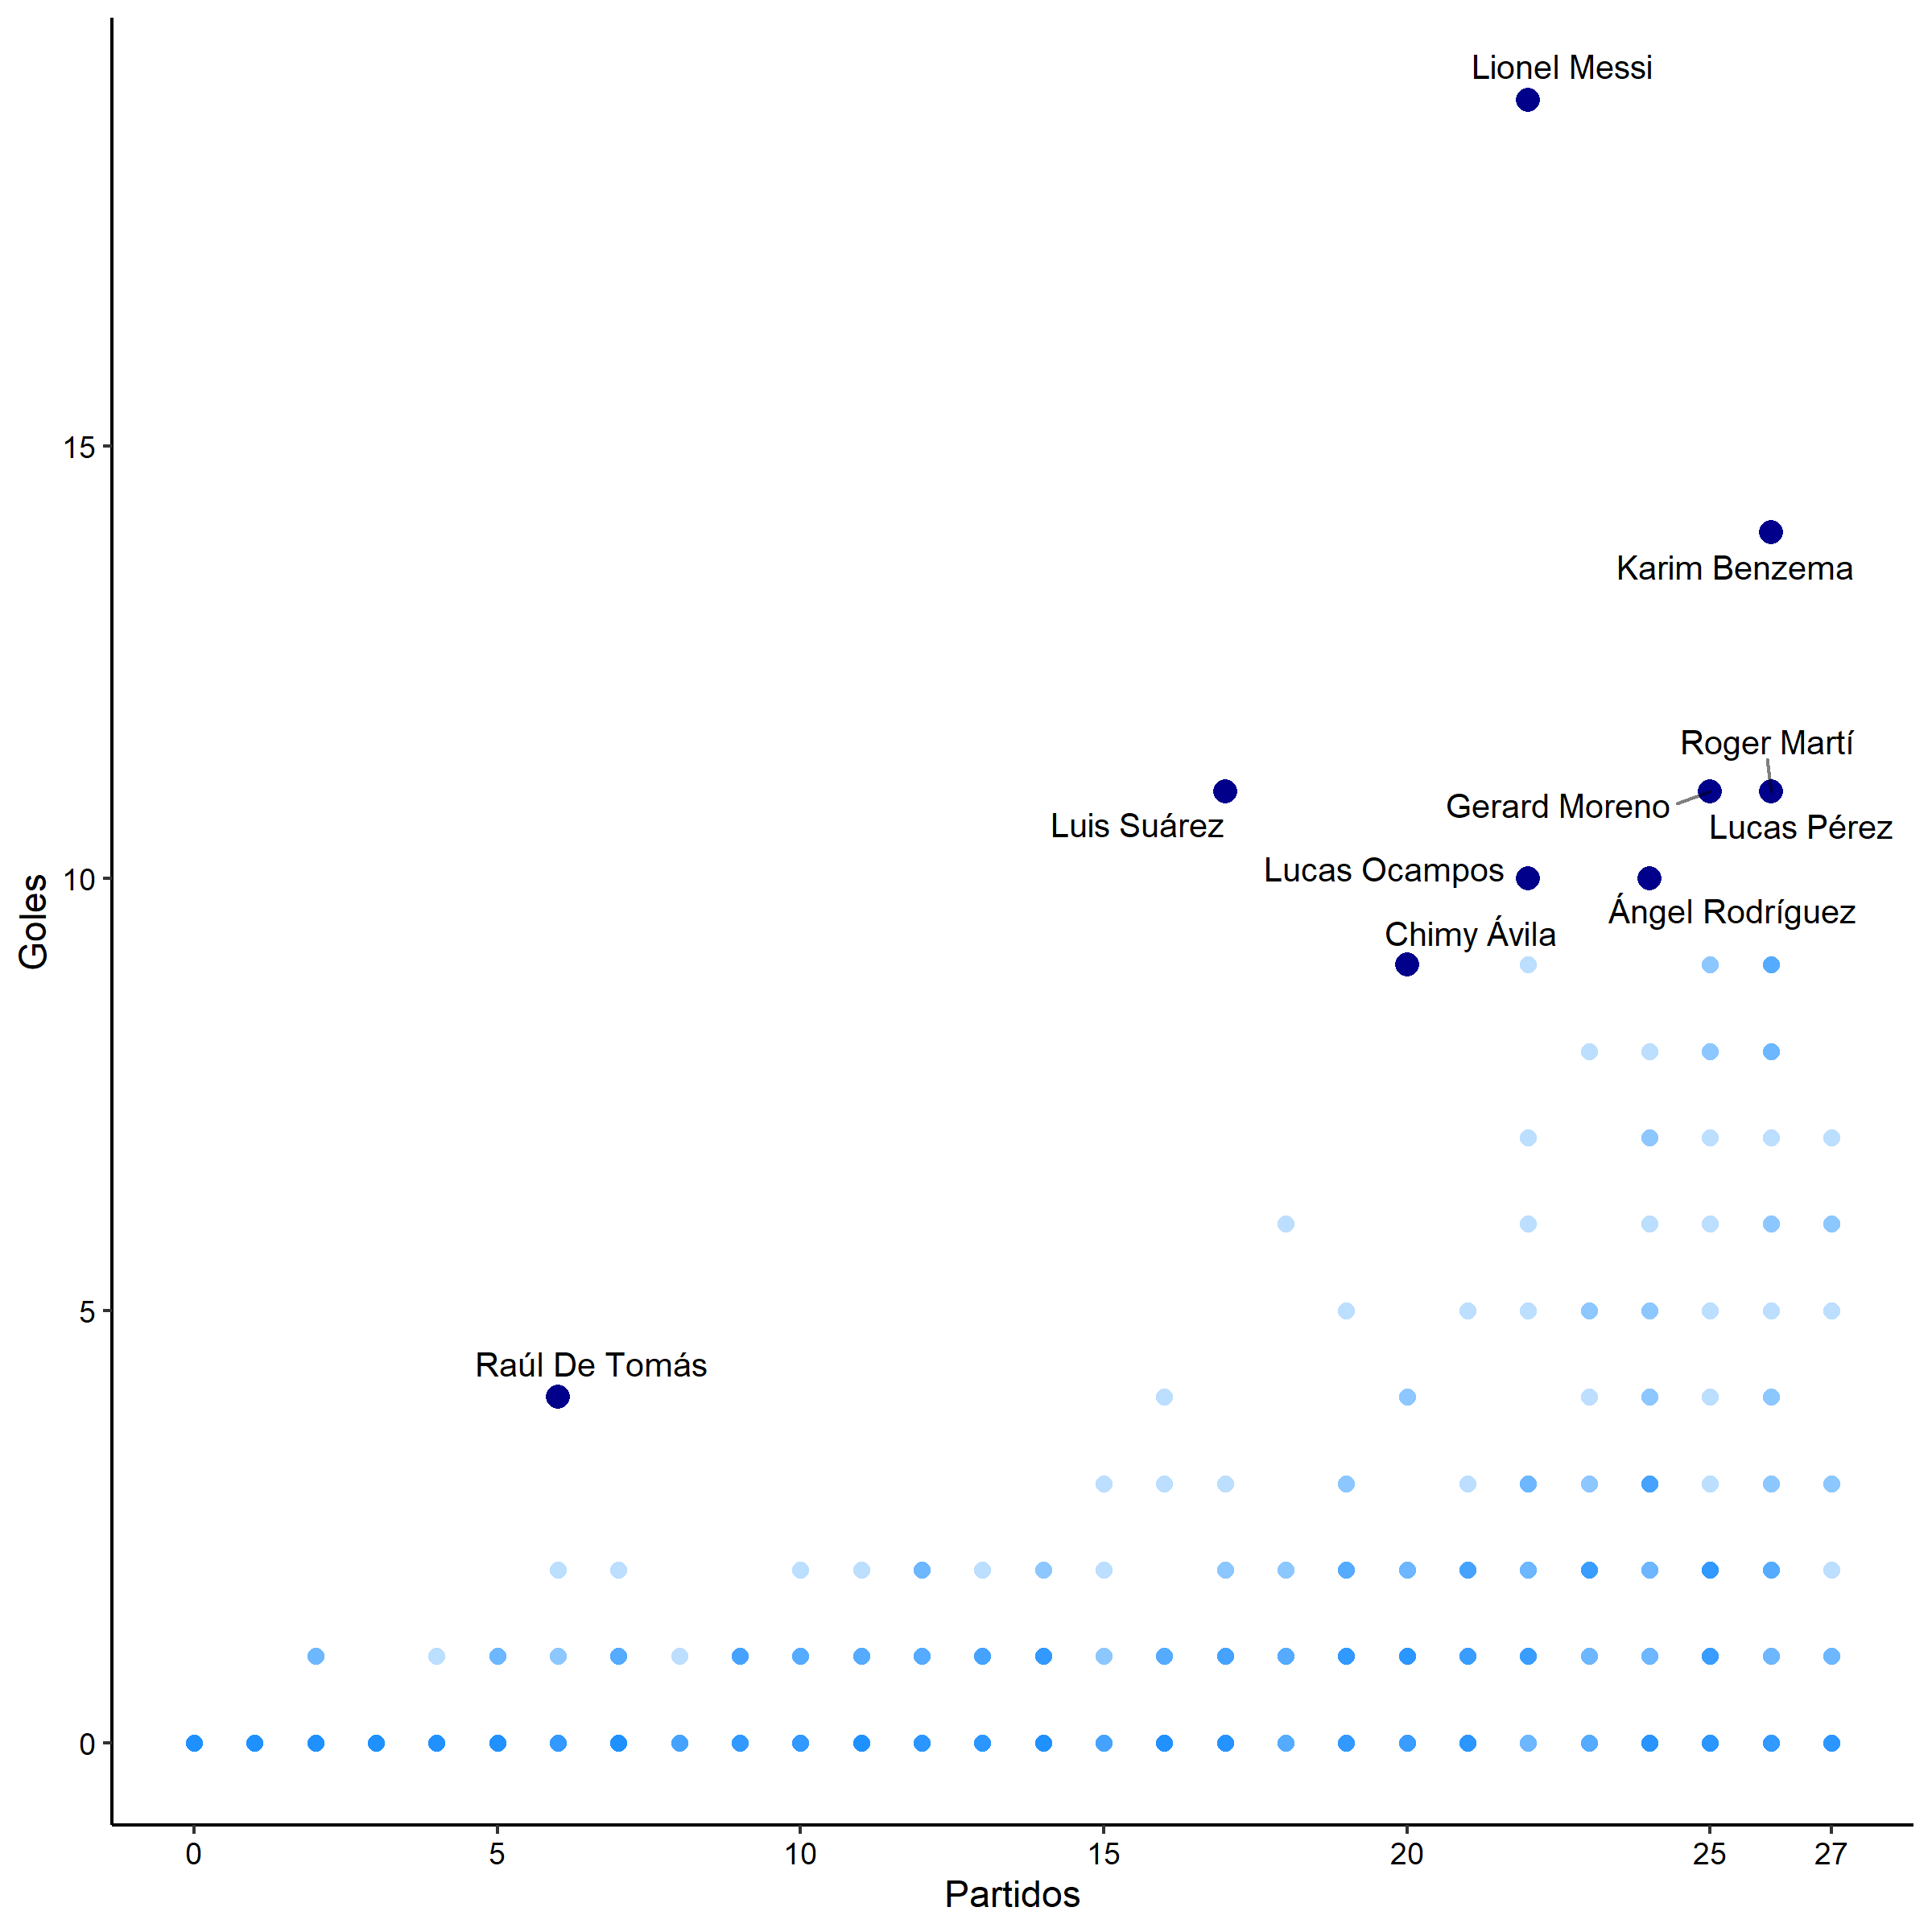 Lionel Messi
15
Karim Benzema
Roger Martí
Gerard Moreno
Luis Suárez
Lucas Pérez
Lucas Ocampos
10
Ángel Rodríguez
Goles
Chimy Ávila
5
Raúl De Tomás
0
0 5 10 15 20 25 27
Partidos